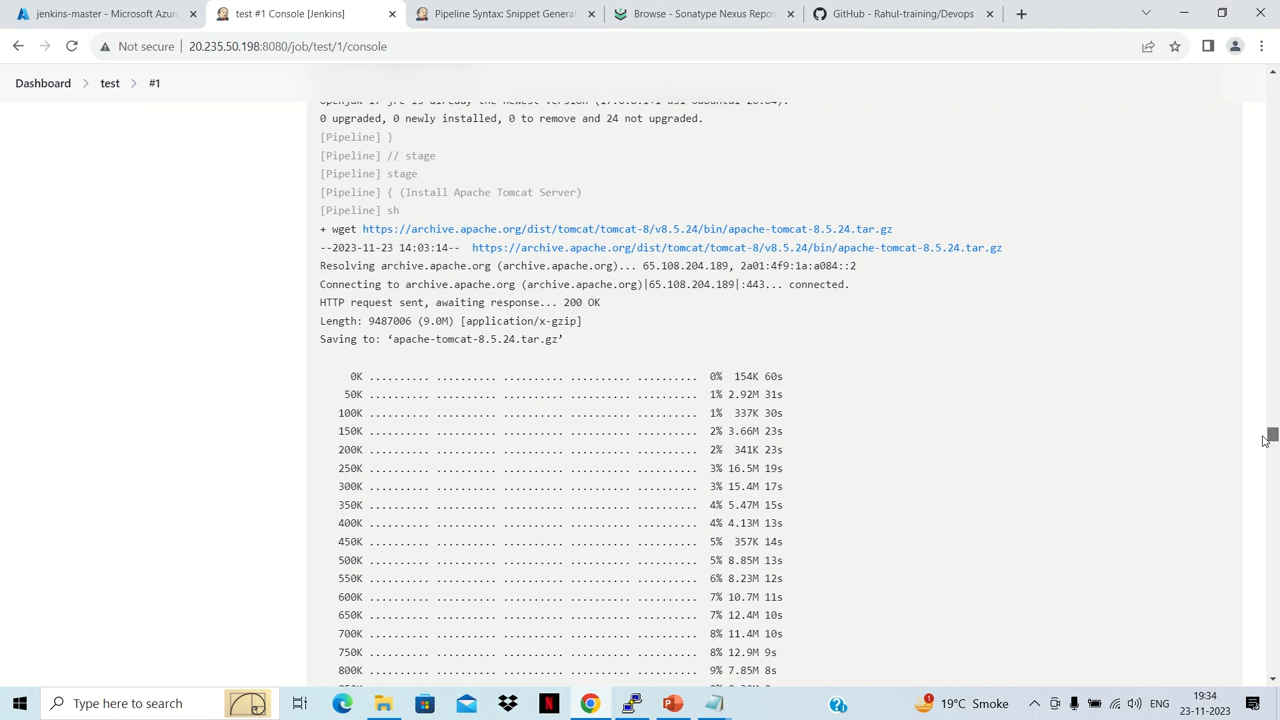 jenkins-master - Microsoft Azure
test #1 Console [Jenkins]
Pipeline Syntax: Snippet Generat
Browse - Sonatype Nexus Repos
GitHub - Rahul-training/Devops
Not secure
20.235.50.198:8080/job/test/1/console
Dashboard
test
#1
0 upgraded, 0 newly installed, 0 to remove and 24 not upgraded.
[Pipeline] }
[Pipeline] // stage
[Pipeline] stage
[Pipeline] { (Install Apache Tomcat Server)
[Pipeline] sh
+ wget https://archive.apache.org/dist/tomcat/tomcat-8/v8.5.24/bin/apache-tomcat-8.5.24.tar.gz
--2023-11-23 14:03:14--  https://archive.apache.org/dist/tomcat/tomcat-8/v8.5.24/bin/apache-tomcat-8.5.24.tar.gz
Resolving archive.apache.org (archive.apache.org)... 65.108.204.189, 2a01:4f9:1a:a084::2
Connecting to archive.apache.org (archive.apache.org)|65.108.204.189|:443... connected.
HTTP request sent, awaiting response... 200 OK
Length: 9487006 (9.0M) [application/x-gzip]
Saving to: ‘apache-tomcat-8.5.24.tar.gz’
0K .......... .......... .......... .......... .......... 0% 154K 60s
50K .......... .......... .......... .......... .......... 1% 2.92M 31s
100K .......... .......... .......... .......... .......... 1% 337K 30s
150K .......... .......... .......... .......... .......... 2% 3.66M 23s
200K .......... .......... .......... .......... .......... 2% 341K 23s
250K .......... .......... .......... .......... .......... 3% 16.5M 19s
300K .......... .......... .......... .......... .......... 3% 15.4M 17s
350K .......... .......... .......... .......... .......... 4% 5.47M 15s
400K .......... .......... .......... .......... .......... 4% 4.13M 13s
450K .......... .......... .......... .......... .......... 5% 357K 14s
500K .......... .......... .......... .......... .......... 5% 8.85M 13s
550K .......... .......... .......... .......... .......... 6% 8.23M 12s
600K .......... .......... .......... .......... .......... 7% 10.7M 11s
650K .......... .......... .......... .......... .......... 7% 12.4M 10s
700K .......... .......... .......... .......... .......... 8% 11.4M 10s
750K .......... .......... .......... .......... .......... 8% 12.9M 9s
800K .......... .......... .......... .......... .......... 9% 7.85M 8s
Type here to search
1
19°C Smoke
ENG
19:34
23-11-2023